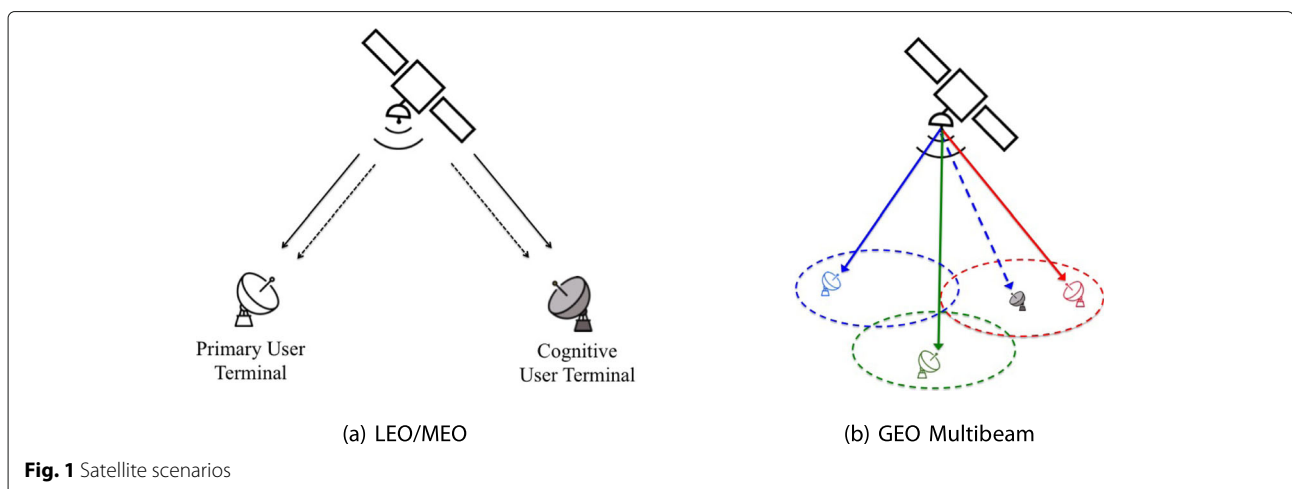 Primary User
Terminal
Cognitive
User Terminal
(a) LEO/MEO
(b) GEO Multibeam
Fig. 1 Satellite scenarios